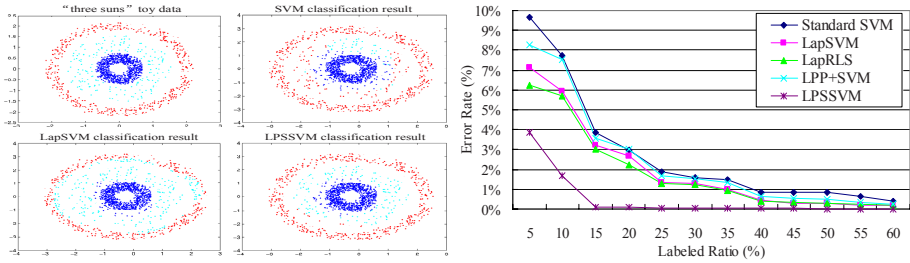 "three suns" toy data
SVM classification result
LapSVM classification result
LPSSVM classification result
Error Rate (%)
10%
9%
8%
7%
6%
5%
4%
3%
2%
1%
0%
5 10 15 20 25 30 35 40 45 50 55 60
Labeled Ratio (%)
Standard SVM
LapSVM
LapRLS
LPP+SVM
LPSSVM